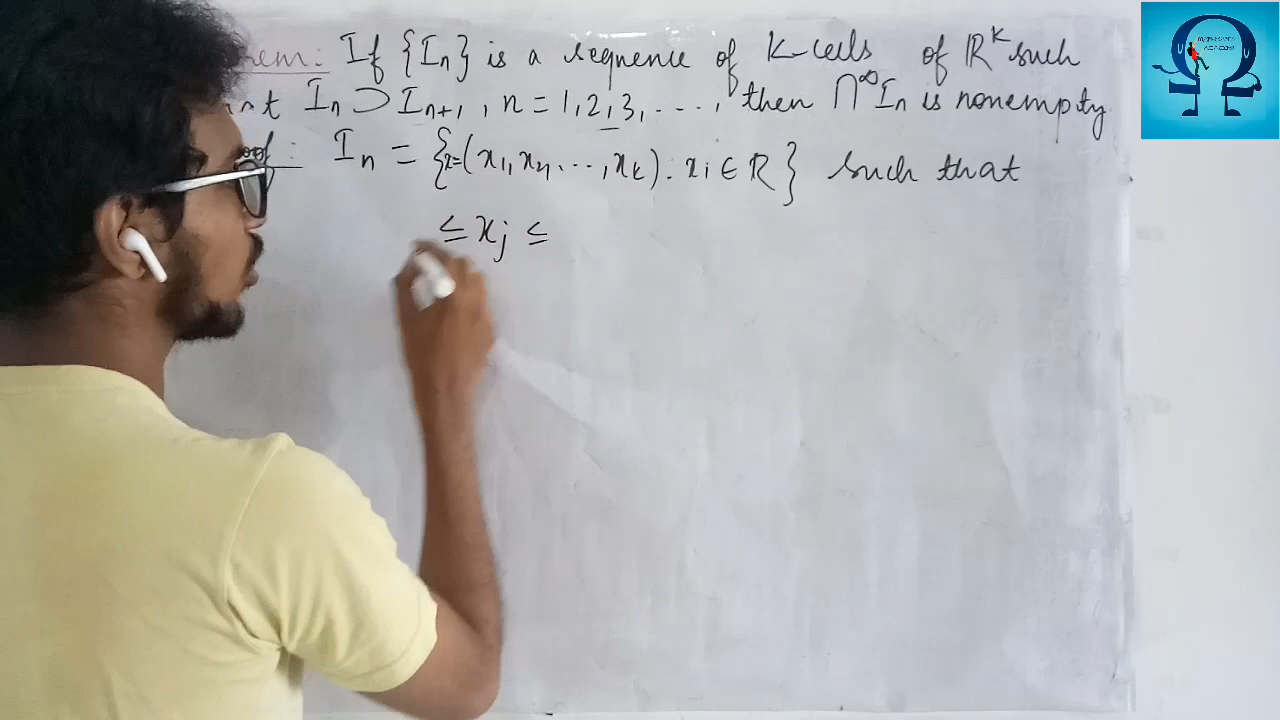 If {In} is a sequence of K-cells of ℝᵏ such
In ⊃ In+1, n = 1,2,3,..., then ⋂^∞ In is nonempty
In = {x=(x1, x2, ..., xk) : xi ∈ ℝ} such that
≤ xj ≤